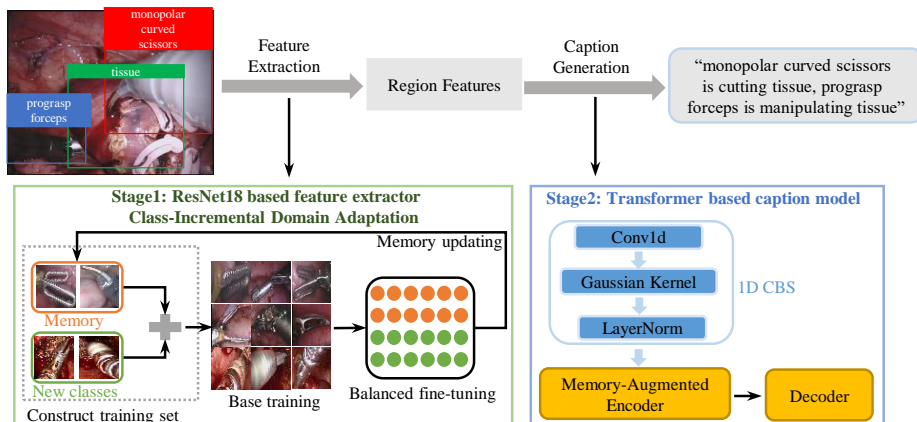 monopolar
curved
scissors
tissue
prograsp
forceps
Feature
Extraction
Region Features
Caption
Generation
“monopolar curved scissors
is cutting tissue, prograsp
forceps is manipulating tissue”
Stage1: ResNet18 based feature extractor
Class-Incremental Domain Adaptation
Memory updating
Memory
New classes
Construct training set
Base training
Balanced fine-tuning
Stage2: Transformer based caption model
Conv1d
Gaussian Kernel
LayerNorm
1D CBS
Memory-Augmented
Encoder
Decoder